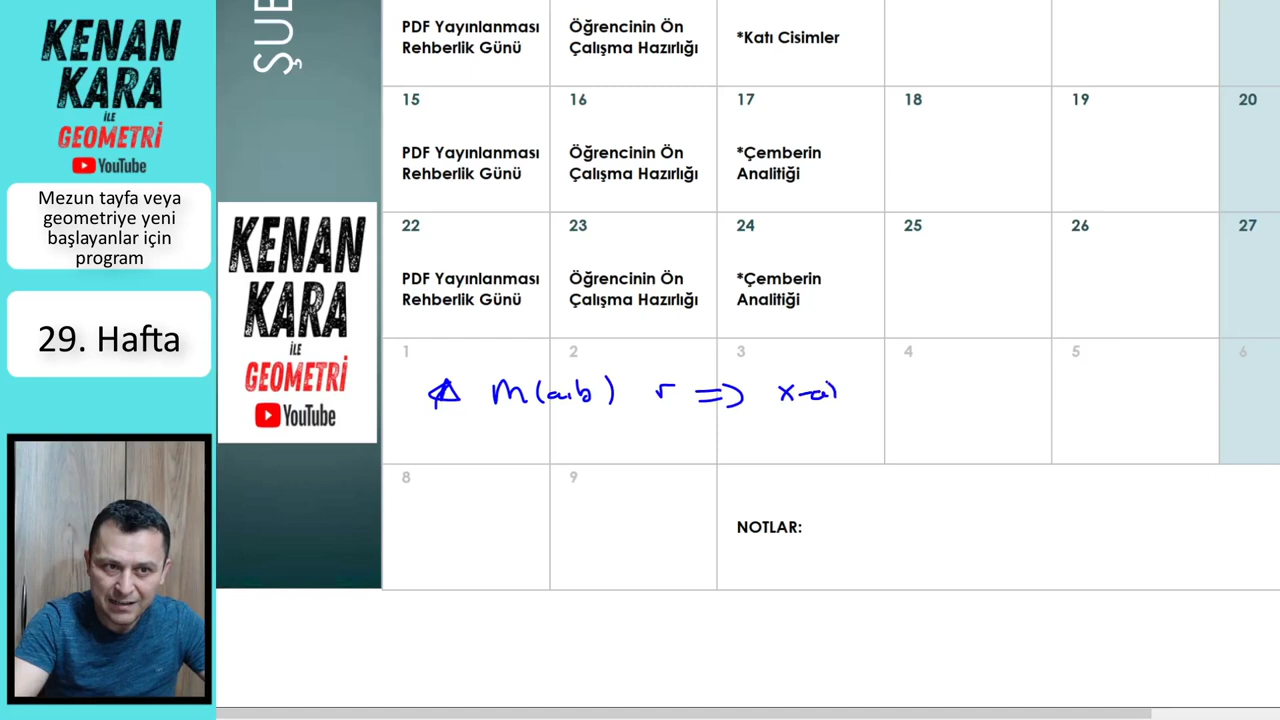 KENAN
KARA
İLE
GEOMETRİ
YouTube
Mezun tayfa veya
geometriye yeni
başlayanlar için
program
29. Hafta
ŞUB
KENAN
KARA
İLE
GEOMETRİ
YouTube
PDF Yayınlanması
Rehberlik Günü
Öğrencinin Ön
Çalışma Hazırlığı
*Katı Cisimler
15 16 17 18 19 20
PDF Yayınlanması
Rehberlik Günü
Öğrencinin Ön
Çalışma Hazırlığı
*Çemberin
Analitiği
22 23 24 25 26 27
PDF Yayınlanması
Rehberlik Günü
Öğrencinin Ön
Çalışma Hazırlığı
*Çemberin
Analitiği
1 2 3 4 5 6
M(a,b) r => x-a)
8 9
NOTLAR: